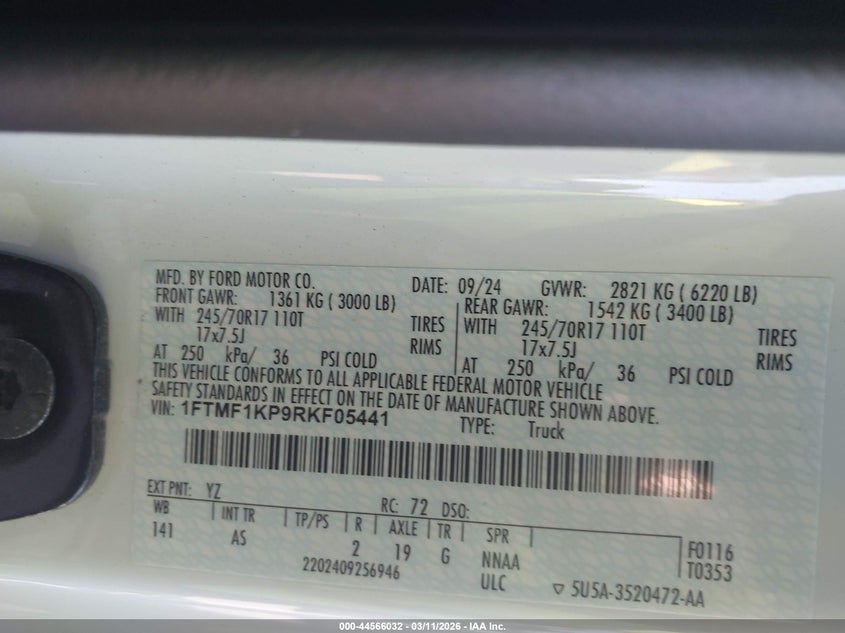 MFD. BY FORD MOTOR CO. DATE: 09/24 GVWR: 2821 KG ( 6220 LB)
FRONT GAWR: 1361 KG ( 3000 LB) REAR GAWR: 1542 KG ( 3400 LB)
WITH 245/70R17 110T TIRES WITH 245/70R17 110T TIRES
17x7.5J RIMS 17x7.5J RIMS
AT 250 kPa/ 36 PSI COLD AT 250 kPa/ 36 PSI COLD
THIS VEHICLE CONFORMS TO ALL APPLICABLE FEDERAL MOTOR VEHICLE
SAFETY STANDARDS IN EFFECT ON THE DATE OF MANUFACTURE SHOWN ABOVE.
VIN: 1FTMF1KP9RKF05441 TYPE: Truck
EXT PNT: YZ RC: 72 DSO:
WB INT TR TP/PS R AXLE TR SPR
141 AS 2 19 G NNAA F0116
2202409256946 ULC T0353
5U5A-3520472-AA
000-44566032 - 03/11/2026 - IAA Inc.